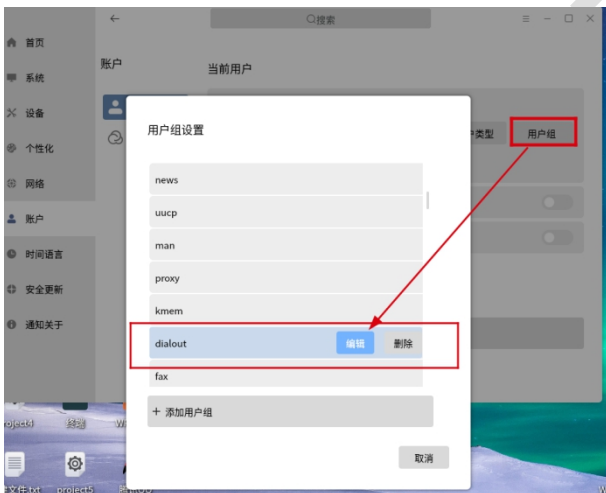 搜索
首页
系统
设备
个性化
网络
账户
时间语言
安全更新
通知关于
账户
当前用户
类型
用户组
用户组设置
news
uucp
man
proxy
kmem
dialout
编辑
删除
fax
+ 添加用户组
取消
终端
project5